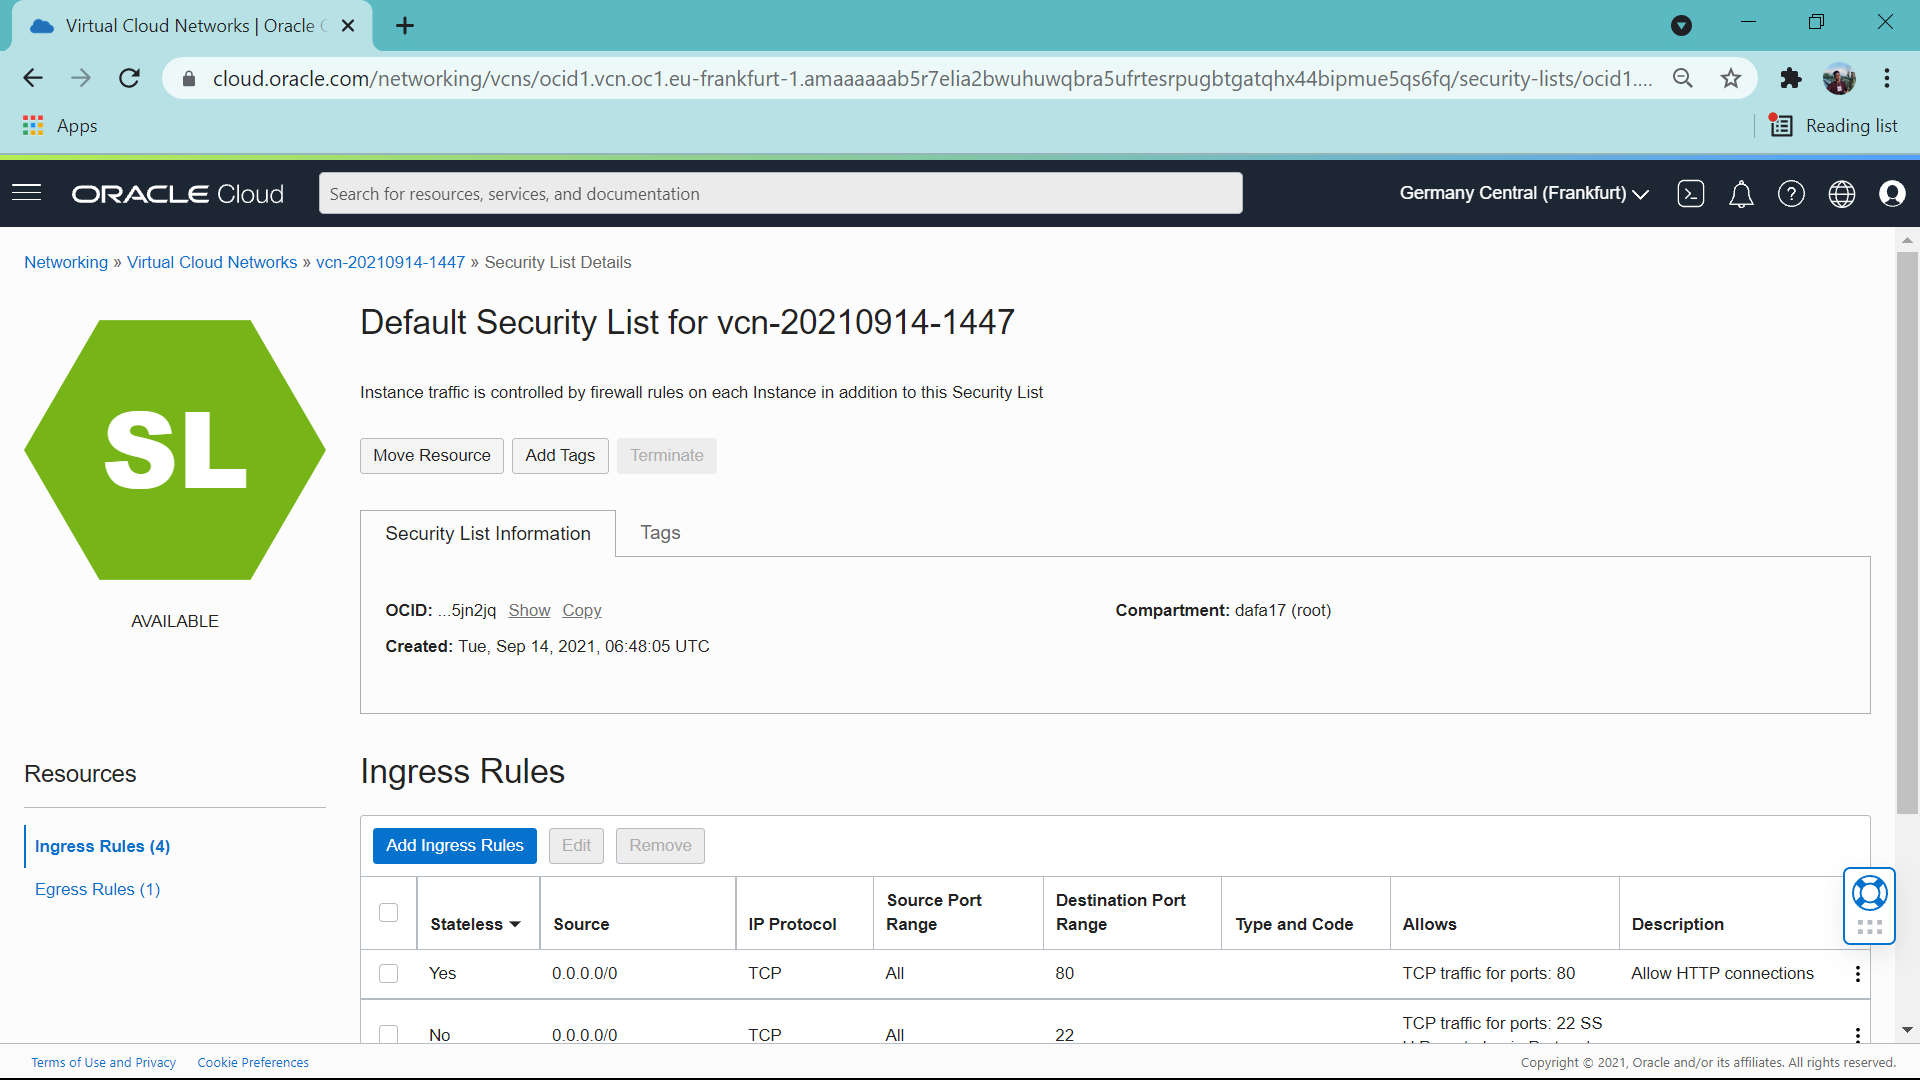 Virtual Cloud Networks | Oracle C
cloud.oracle.com/networking/vcns/ocid1.vcn.oc1.eu-frankfurt-1.amaaaaaab5r7elia2bwuhuwqbra5ufrtesrpugbtgatqhx44bipmue5qs6fq/security-lists/ocid1....
Apps
Reading list
ORACLE Cloud
Search for resources, services, and documentation
Germany Central (Frankfurt)
Networking » Virtual Cloud Networks » vcn-20210914-1447 » Security List Details
SL
AVAILABLE
Default Security List for vcn-20210914-1447
Instance traffic is controlled by firewall rules on each Instance in addition to this Security List
Move Resource Add Tags Terminate
Security List Information Tags
OCID: ...5jn2jq Show Copy
Compartment: dafa17 (root)
Created: Tue, Sep 14, 2021, 06:48:05 UTC
Resources
Ingress Rules (4)
Egress Rules (1)
Ingress Rules
Add Ingress Rules Edit Remove
Stateless Source IP Protocol Source Port Range Destination Port Range Type and Code Allows Description
Yes 0.0.0.0/0 TCP All 80 TCP traffic for ports: 80 Allow HTTP connections
No 0.0.0.0/0 TCP All 22 TCP traffic for ports: 22 SS
Terms of Use and Privacy Cookie Preferences
Copyright © 2021, Oracle and/or its affiliates. All rights reserved.